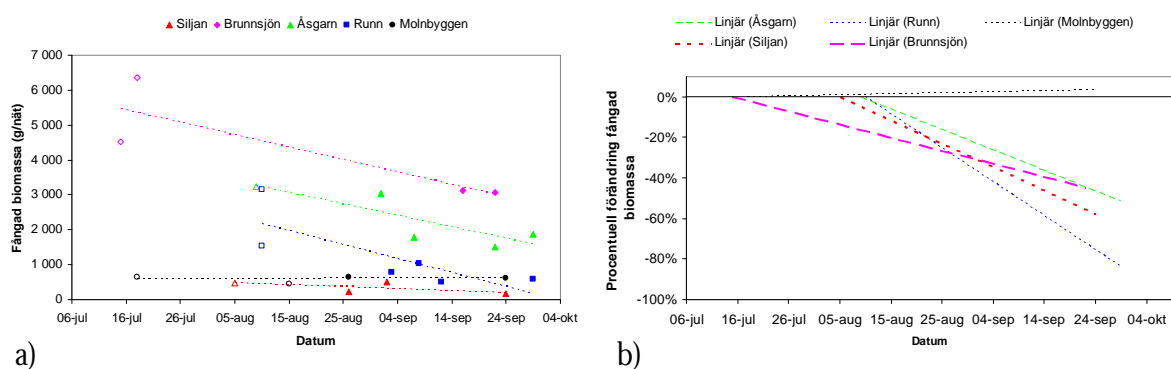 Siljan Brunnsjön Åsgarn Runn Molnbyggen
7 000
6 000
5 000
4 000
3 000
2 000
1 000
0
Fångad biomassa (g/nät)
06-jul 16-jul 26-jul 05-aug 15-aug 25-aug 04-sep 14-sep 24-sep 04-okt
Datum
a)
Linjär (Åsgarn) Linjär (Runn) Linjär (Molnbyggen)
Linjär (Siljan) Linjär (Brunnsjön)
0%
-20%
-40%
-60%
-80%
-100%
Procentuell förändring fångad
biomassa
06-jul 16-jul 26-jul 05-aug 15-aug 25-aug 04-sep 14-sep 24-sep 04-okt
Datum
b)